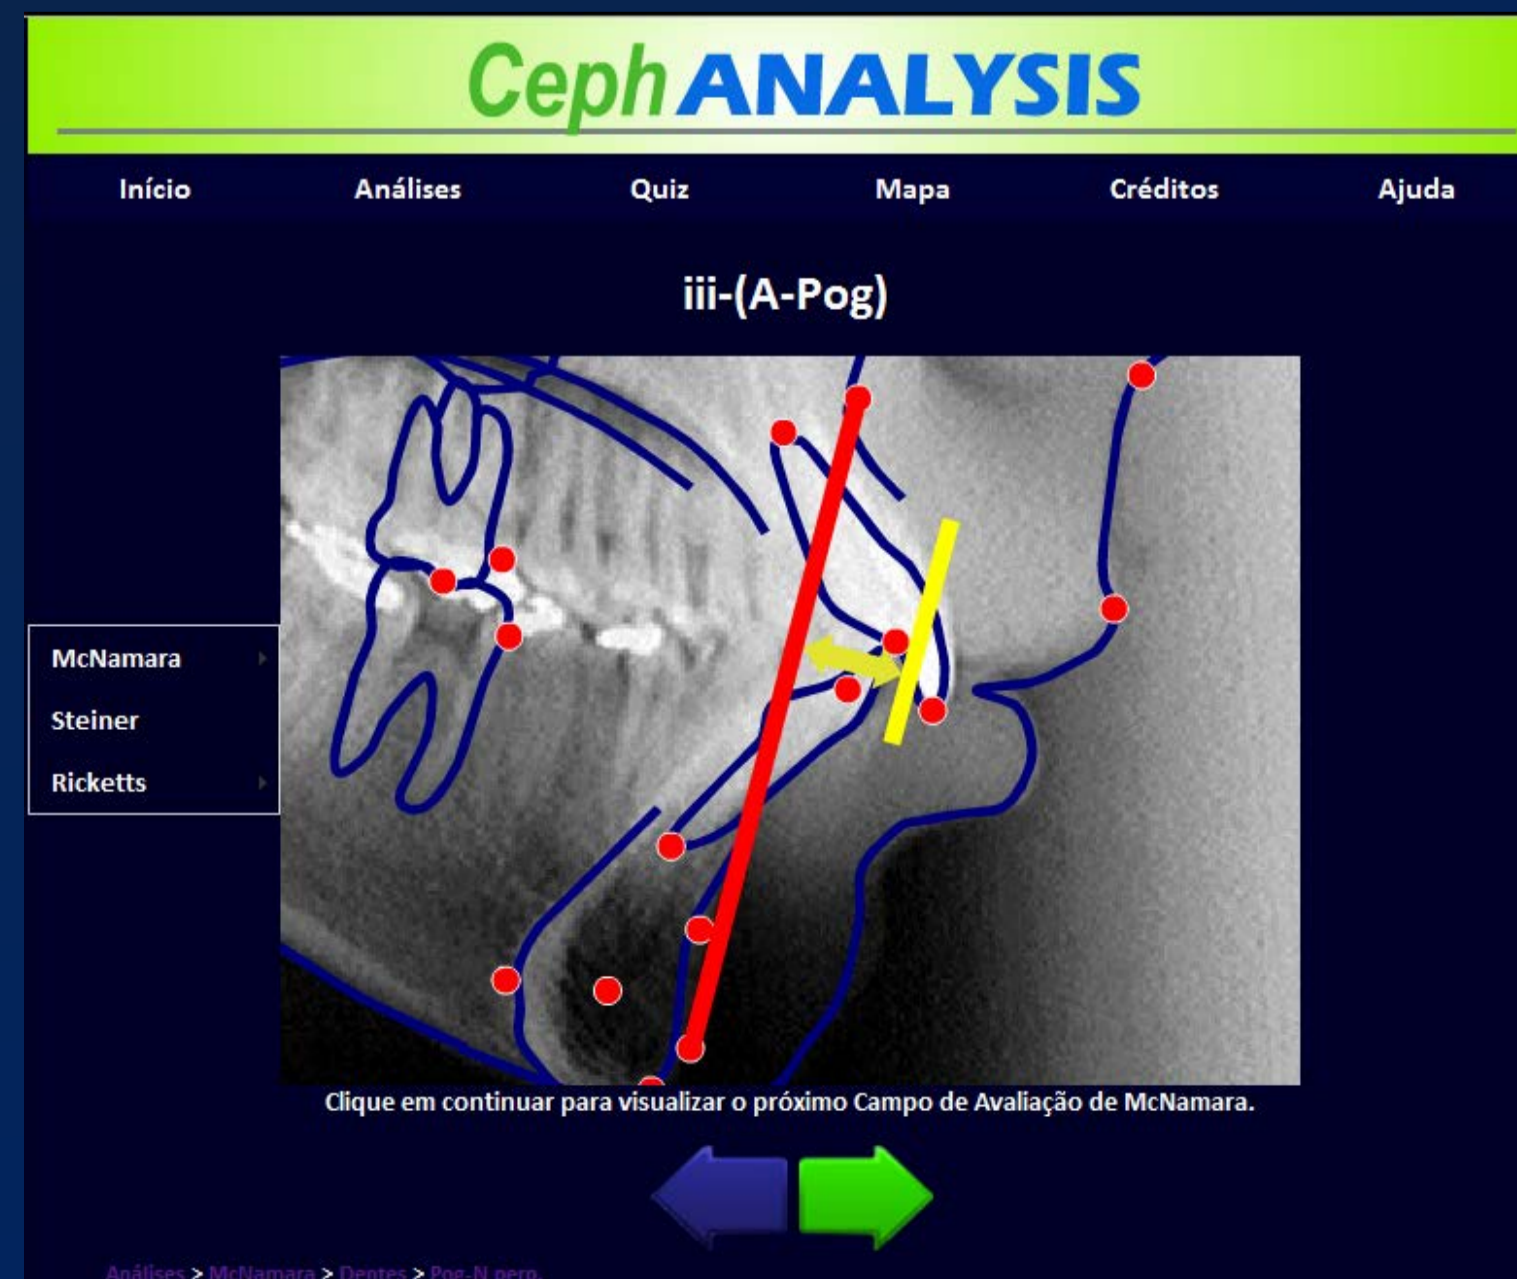 Ceph ANALYSIS
Início Análises Quiz Mapa Créditos Ajuda
iii-(A-Pog)
McNamara
Steiner
Ricketts
Clique em continuar para visualizar o próximo Campo de Avaliação de McNamara.
Análises > McNamara > Dentes > Pog-N perp.